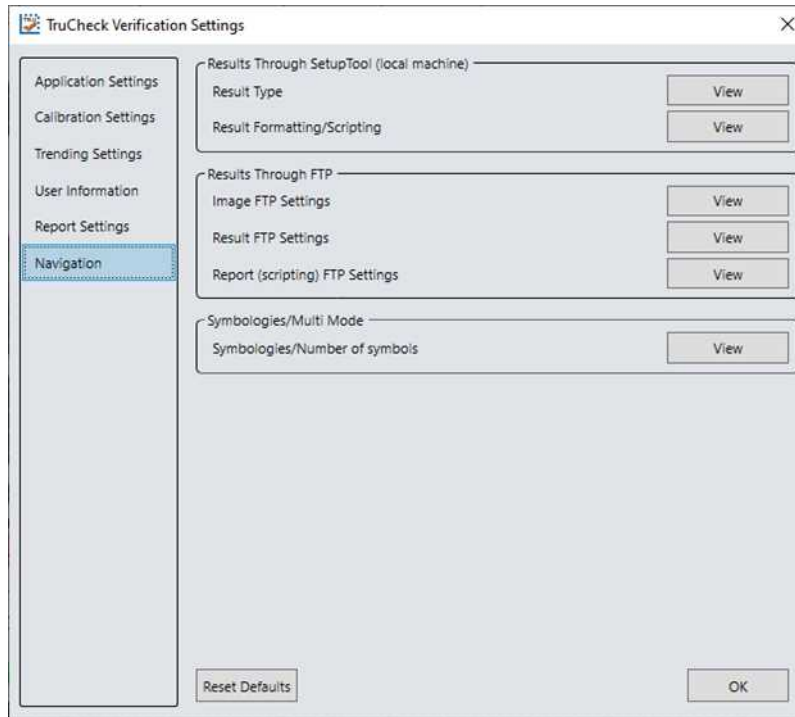 TruCheck Verification Settings
Application Settings
Calibration Settings
Trending Settings
User Information
Report Settings
Navigation
Results Through SetupTool (local machine)
Result Type View
Result Formatting/Scripting View
Results Through FTP
Image FTP Settings View
Result FTP Settings View
Report (scripting) FTP Settings View
Symbologies/Multi Mode
Symbologies/Number of symbols View
Reset Defaults OK